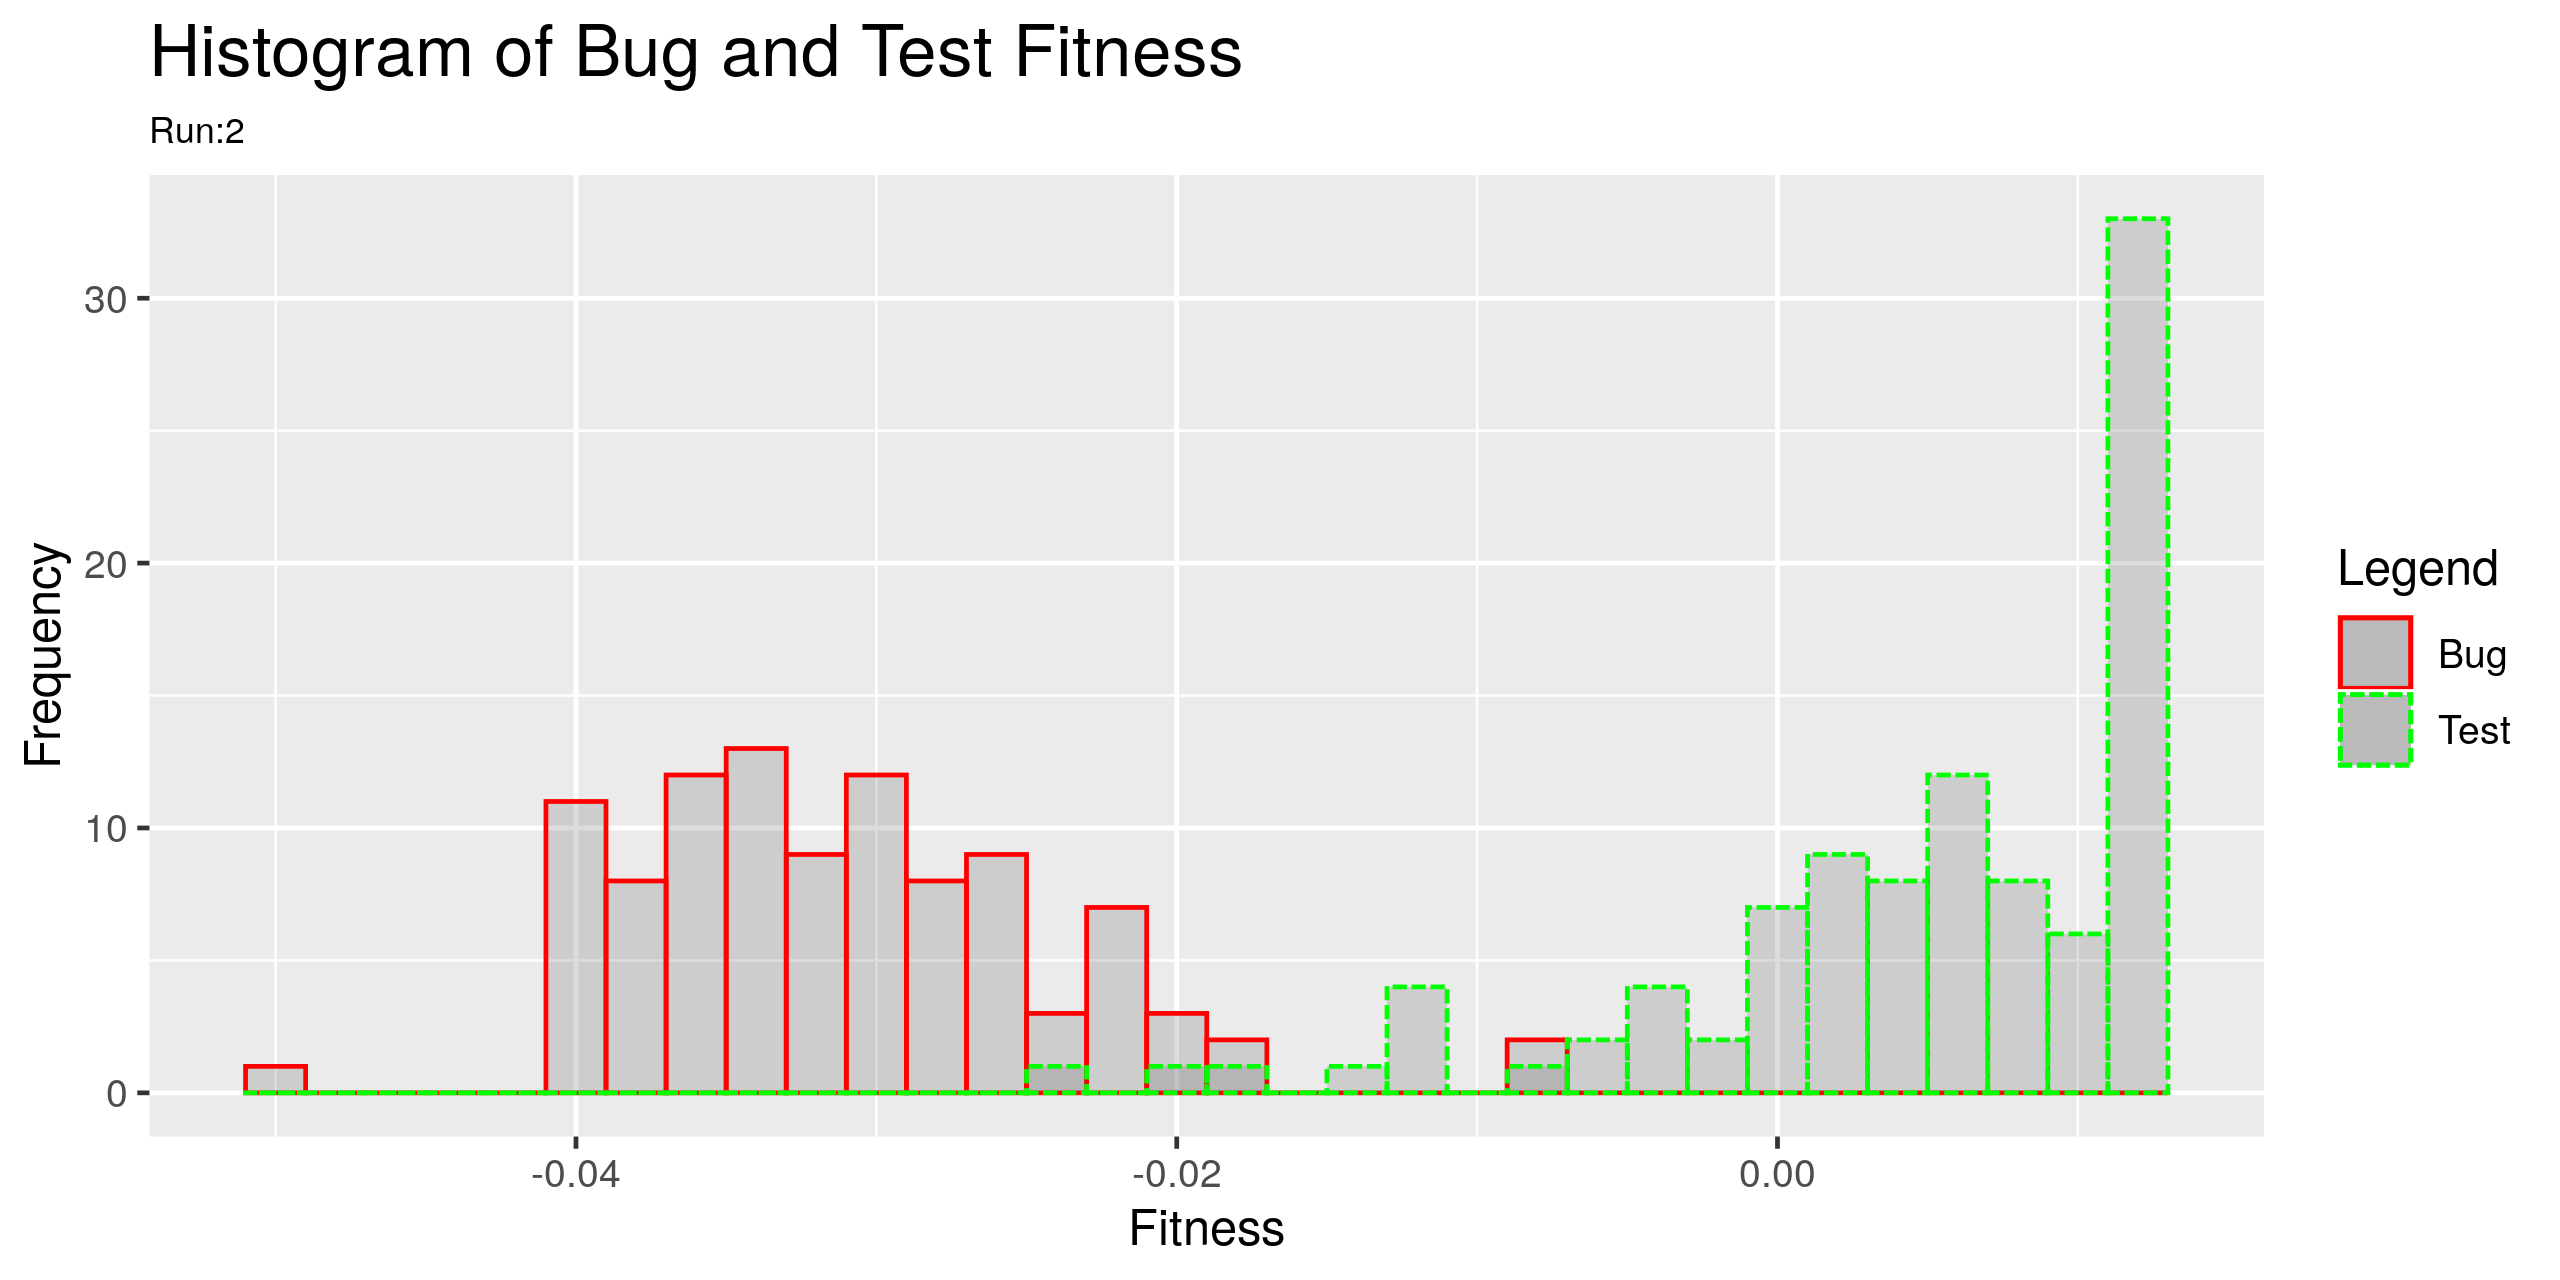 Histogram of Bug and Test Fitness
Run:2
30
20
10
0
Frequency
-0.04
-0.02
0.00
Fitness
Legend
Bug
Test